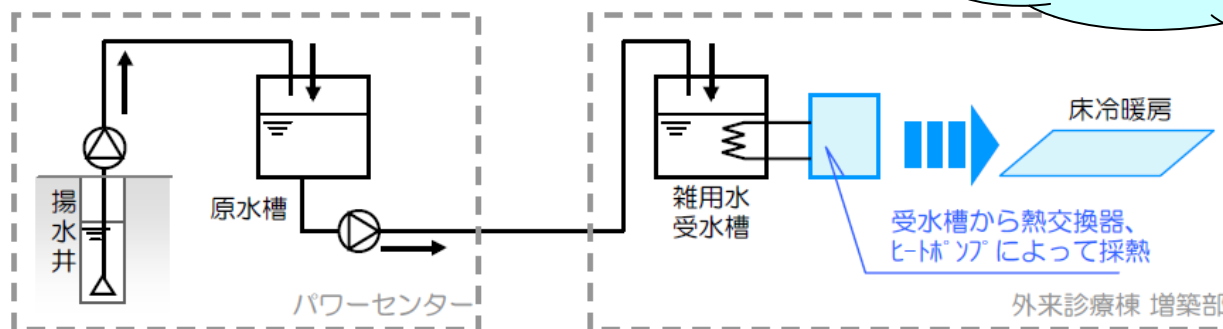 揚
水
井
原水槽
パワーセンター
雑用水
受水槽
床冷暖房
受水槽から熱交換器、
ﾋｰﾄﾎﾟﾝﾌﾟによって採熱
外来診療棟 増築部